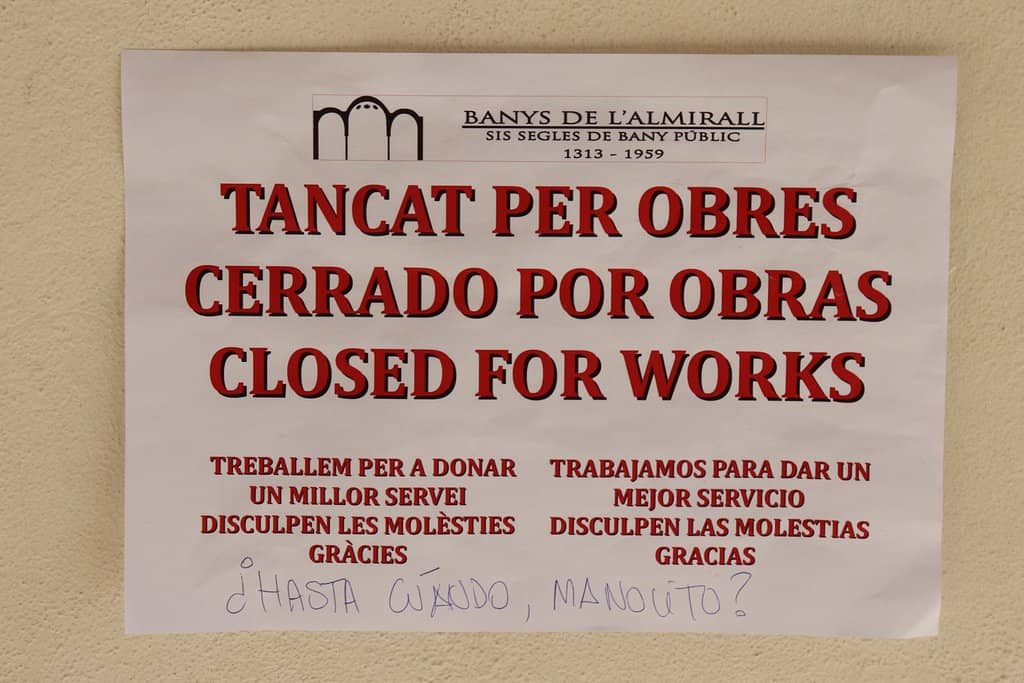 BANYS DE L'ALMIRALL
SIS SEGLES DE BANY PÚBLIC
1313 - 1959
TANCAT PER OBRES
CERRADO POR OBRAS
CLOSED FOR WORKS
TREBALLEM PER A DONAR
UN MILLOR SERVEI
DISCULPEN LES MOLÈSTIES
GRÀCIES
TRABAJAMOS PARA DAR UN
MEJOR SERVICIO
DISCULPEN LAS MOLESTIAS
GRACIAS
¿HASTA CUÁNDO, MANOLITO?